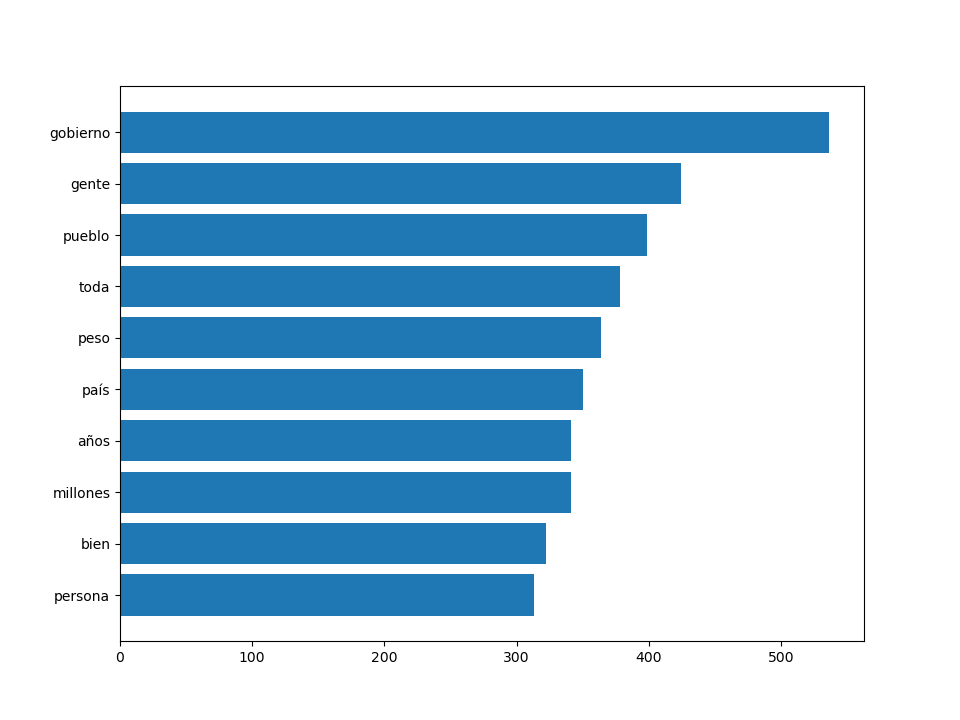 gobierno
gente
pueblo
toda
peso
país
años
millones
bien
persona
0 100 200 300 400 500